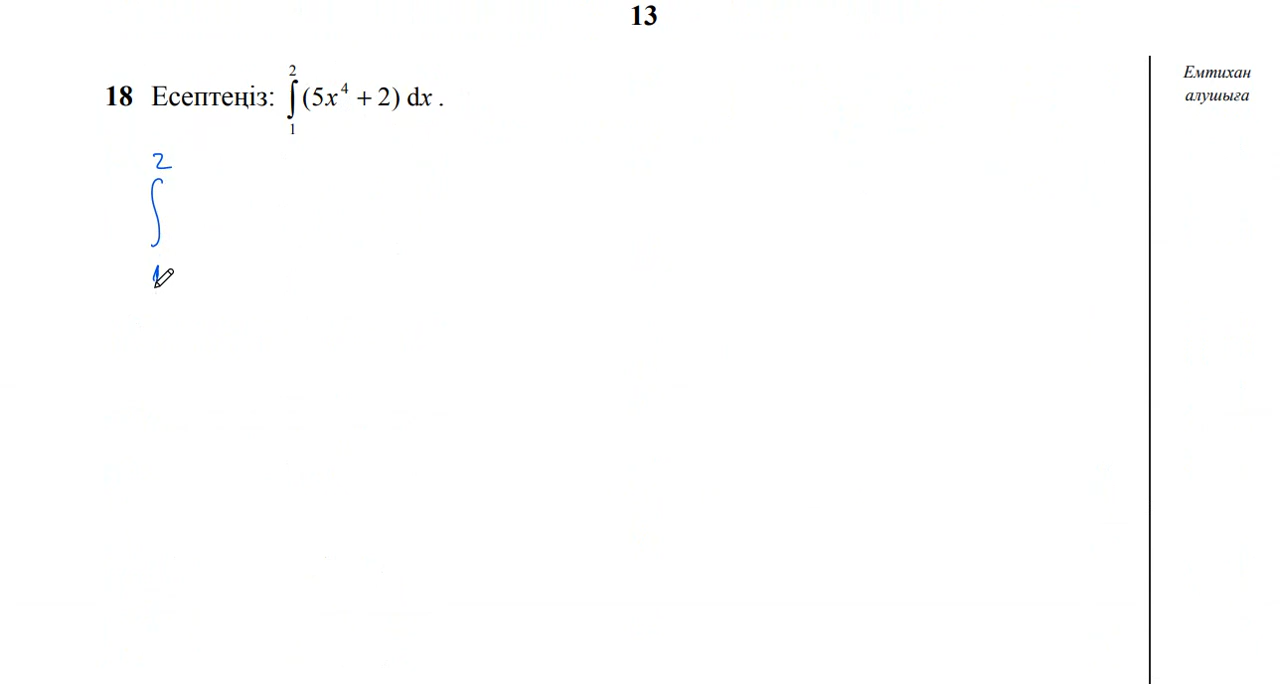 13
18 Есептеңіз: ∫₁² (5x⁴ + 2) dx .
Емтихан
алушыға
2
∫
1